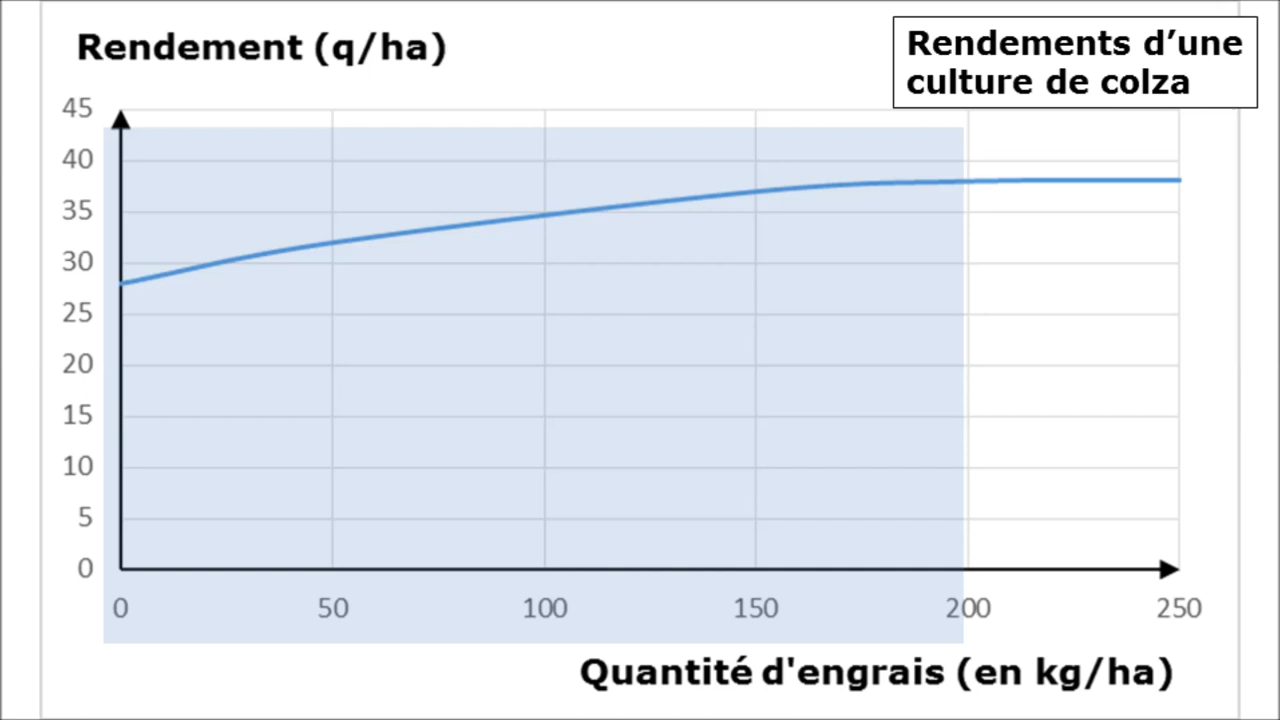 Rendement (q/ha)
Rendements d’une
culture de colza
45
40
35
30
25
20
15
10
5
0
0 50 100 150 200 250
Quantité d'engrais (en kg/ha)